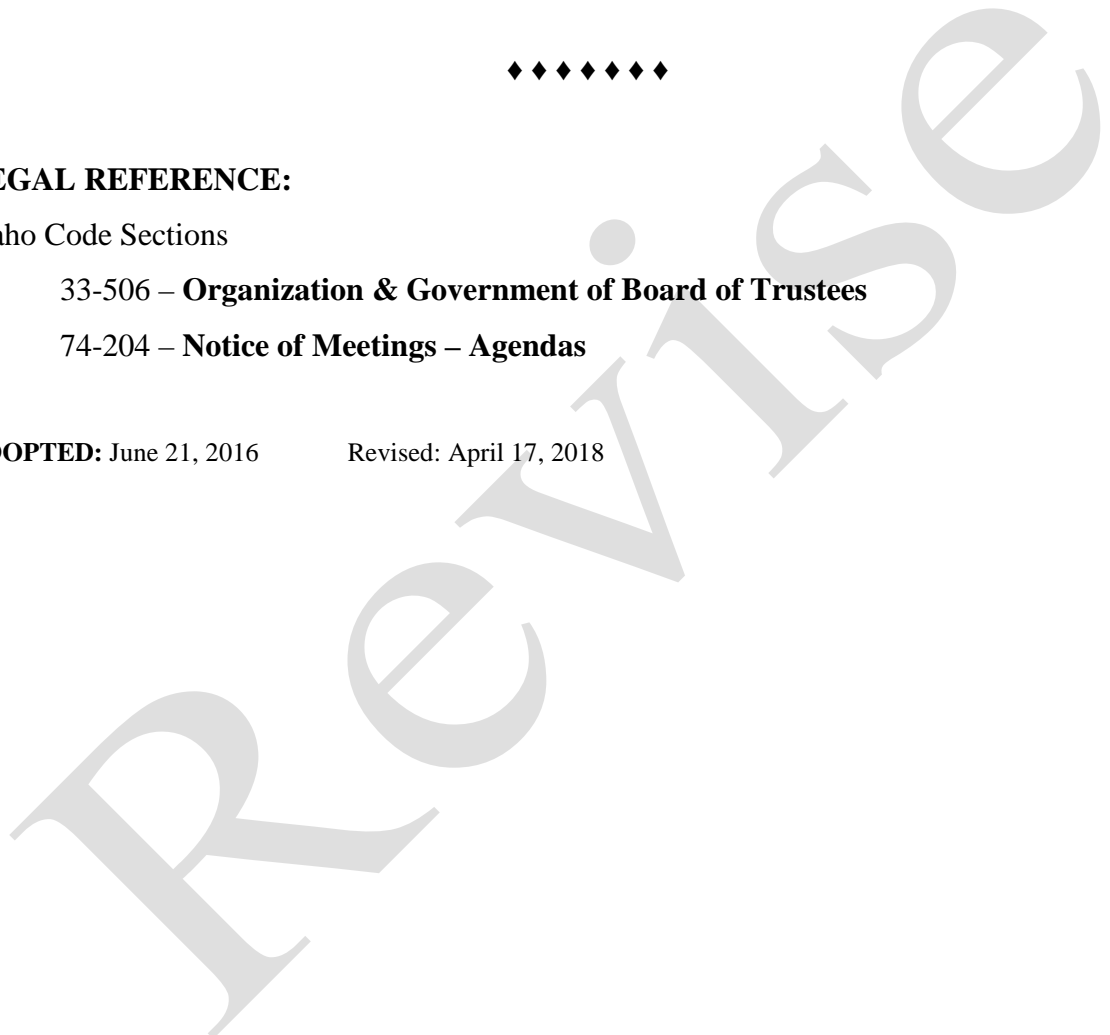 ♦ ♦ ♦ ♦ ♦ ♦ ♦
EGAL REFERENCE:
aho Code Sections
33-506 – Organization & Government of Board of Trustees
74-204 – Notice of Meetings – Agendas
OPTED: June 21, 2016 Revised: April 17, 2018
Revise